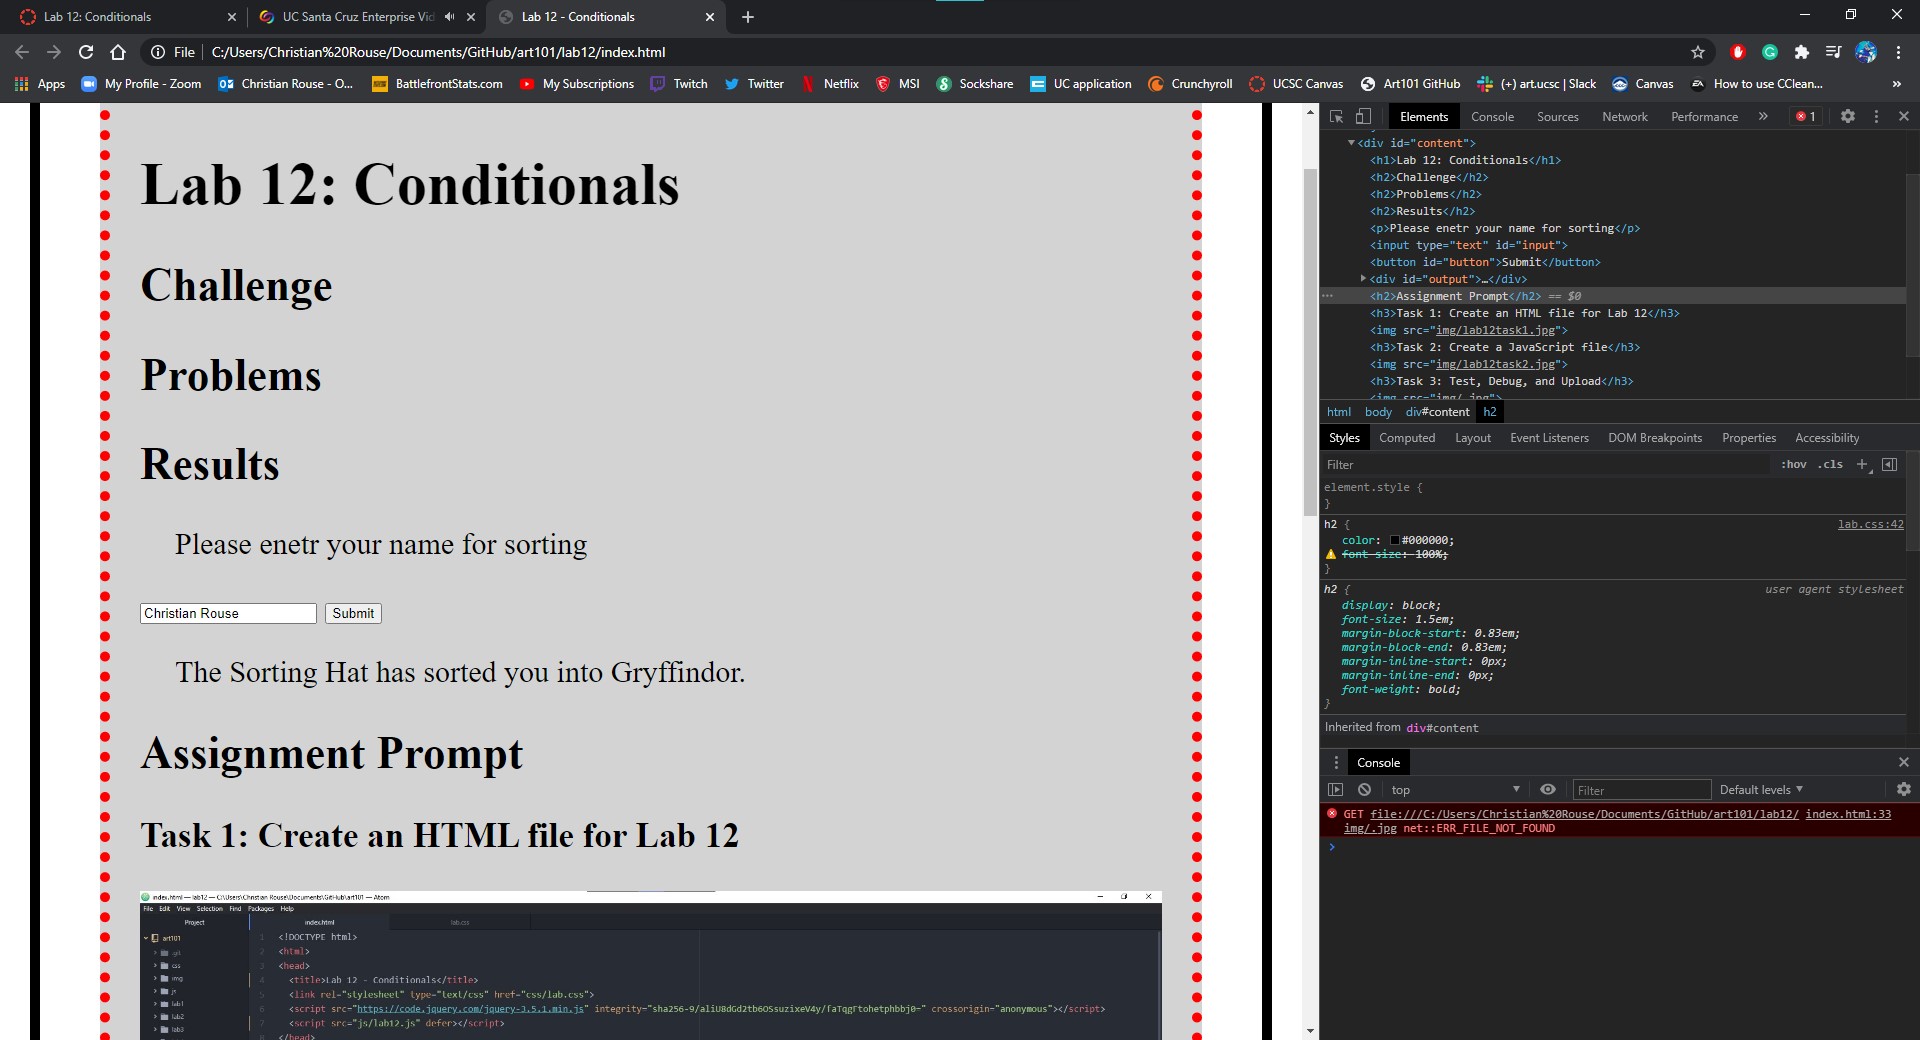 Lab 12: Conditionals
UC Santa Cruz Enterprise Vid
Lab 12 - Conditionals
File
C:/Users/Christian%20Rouse/Documents/GitHub/art101/lab12/index.html
Apps
My Profile - Zoom
Christian Rouse - O...
BattlefrontStats.com
My Subscriptions
Twitch
Twitter
Netflix
MSI
Sockshare
UC application
Crunchyroll
UCSC Canvas
Art101 GitHub
(+) art.ucsc | Slack
Canvas
How to use CClean...
»
Lab 12: Conditionals
Challenge
Problems
Results
Please enetr your name for sorting
Christian Rouse
Submit
The Sorting Hat has sorted you into Gryffindor.
Assignment Prompt
Task 1: Create an HTML file for Lab 12
index.html — lab12 — C:\Users\Christian Rouse\Documents\GitHub\art101 — Atom
File Edit View Selection Find Packages Help
Project
index.html
lab.css
art101
.git
css
img
js
lab1
lab2
lab3
1 <!DOCTYPE html>
2 <html>
3 <head>
4 <title>Lab 12 - Conditionals</title>
5 <link rel="stylesheet" type="text/css" href="css/lab.css">
6 <script src="https://code.jquery.com/jquery-3.5.1.min.js" integrity="sha256-9/aliU8dGd2tb6OSsuzixeV4y/faTqgFtohetphbbj0=" crossorigin="anonymous"></script>
7 <script src="js/lab12.js" defer></script>
8 </head>
Elements
Console
Sources
Network
Performance
»
1
<div id="content">
<h1>Lab 12: Conditionals</h1>
<h2>Challenge</h2>
<h2>Problems</h2>
<h2>Results</h2>
<p>Please enetr your name for sorting</p>
<input type="text" id="input">
<button id="button">Submit</button>
<div id="output">…</div>
<h2>Assignment Prompt</h2> == $0
<h3>Task 1: Create an HTML file for Lab 12</h3>
<img src="img/lab12task1.jpg">
<h3>Task 2: Create a JavaScript file</h3>
<img src="img/lab12task2.jpg">
<h3>Task 3: Test, Debug, and Upload</h3>
<img src="img/.jpg">
html body div#content h2
Styles
Computed
Layout
Event Listeners
DOM Breakpoints
Properties
Accessibility
Filter
:hov .cls +
element.style {
}
h2 {
lab.css:42
color: #000000;
font-size: 100%;
}
h2 {
user agent stylesheet
display: block;
font-size: 1.5em;
margin-block-start: 0.83em;
margin-block-end: 0.83em;
margin-inline-start: 0px;
margin-inline-end: 0px;
font-weight: bold;
}
Inherited from div#content
Console
top
Filter
Default levels
GET file:///C:/Users/Christian%20Rouse/Documents/GitHub/art101/lab12/ index.html:33
img/.jpg net::ERR_FILE_NOT_FOUND